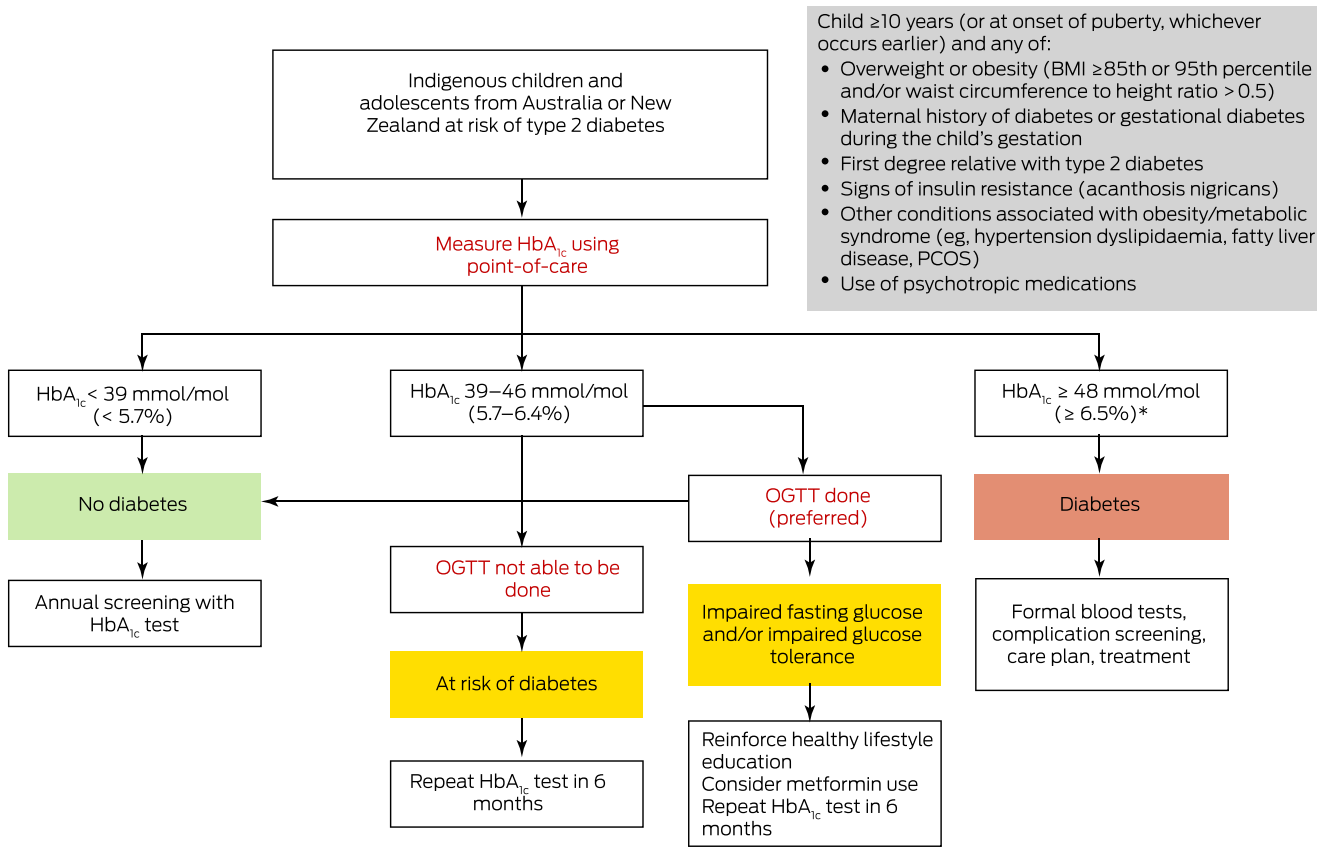 Child ≥10 years (or at onset of puberty, whichever
occurs earlier) and any of:
• Overweight or obesity (BMI ≥85th or 95th percentile
and/or waist circumference to height ratio >0.5)
• Maternal history of diabetes or gestational diabetes
during the child's gestation
• First degree relative with type 2 diabetes
• Signs of insulin resistance (acanthosis nigricans)
• Other conditions associated with obesity/metabolic
syndrome (eg, hypertension dyslipidaemia, fatty liver
disease, PCOS)
• Use of psychotropic medications
Indigenous children and
adolescents from Australia or New
Zealand at risk of type 2 diabetes
Measure HbA1c using
point-of-care
HbA1c < 39 mmol/mol
(< 5.7%)
HbA1c 39–46 mmol/mol
(5.7–6.4%)
HbA1c ≥ 48 mmol/mol
(≥ 6.5%)*
No diabetes
OGTT done
(preferred)
Diabetes
OGTT not able to be
done
Annual screening with
HbA1c test
Impaired fasting glucose
and/or impaired glucose
tolerance
Formal blood tests,
complication screening,
care plan, treatment
At risk of diabetes
Repeat HbA1c test in 6
months
Reinforce healthy lifestyle
education
Consider metformin use
Repeat HbA1c test in 6
months